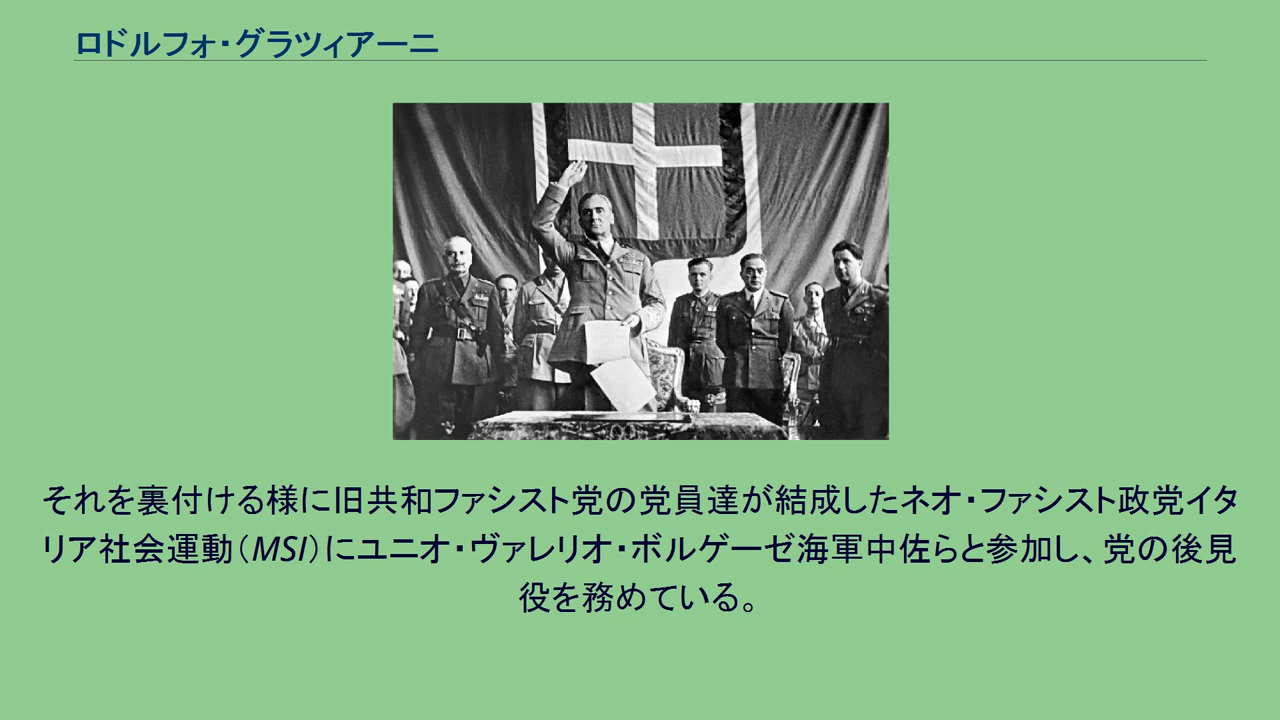 ロドルフォ・グラツィアーニ
それを裏付ける様に旧共和ファシスト党の党員達が結成したネオ・ファシスト政党イタ
リア社会運動（MSI）にユニオ・ヴァレリオ・ボルゲーゼ海軍中佐らと参加し、党の後見
役を務めている。